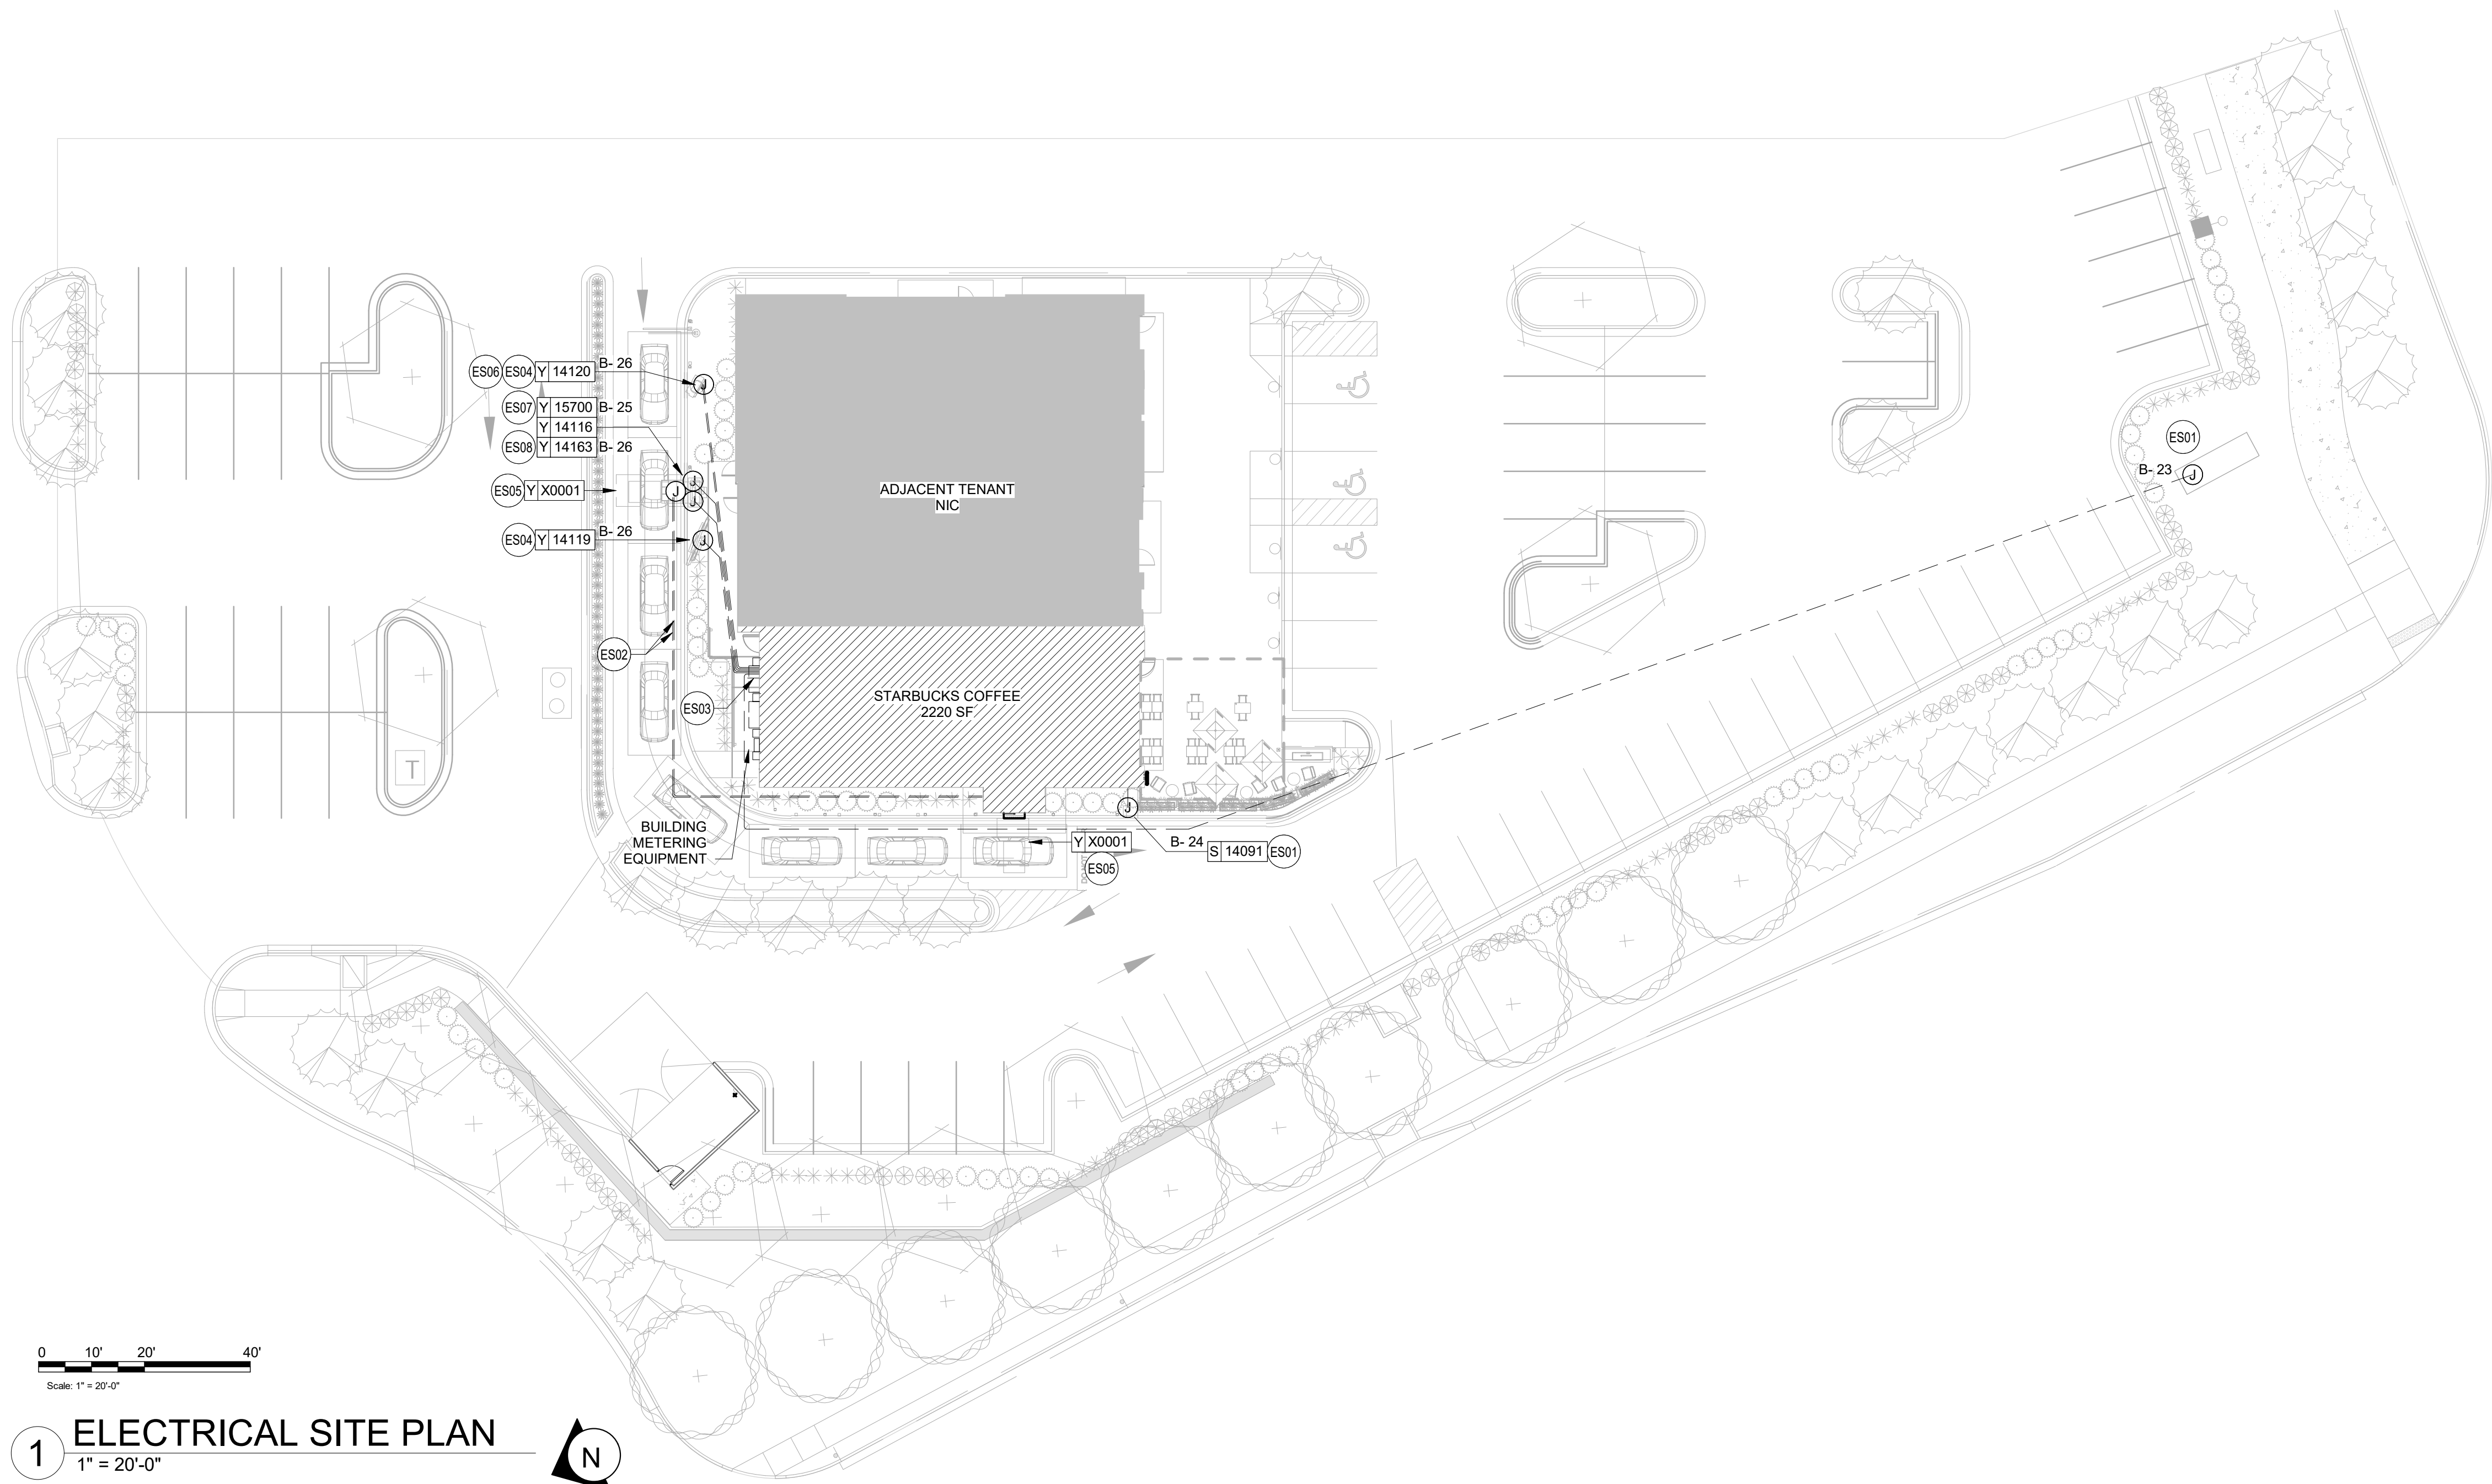 ES06 ES04 Y 14120 B- 26
ES07 Y 15700 B- 25
Y 14116
ES08 Y 14163 B- 26
ES05 Y X0001
ES04 Y 14119 B- 26
J
J
J
J
J
ADJACENT TENANT
NIC
ES01
B- 23 J
ES02
ES03
STARBUCKS COFFEE
2220 SF
T
J
BUILDING
METERING
EQUIPMENT
Y X0001
ES05
B- 24 S 14091 ES01
0 10' 20' 40'
Scale: 1" = 20'-0"
1 ELECTRICAL SITE PLAN
1" = 20'-0"
N